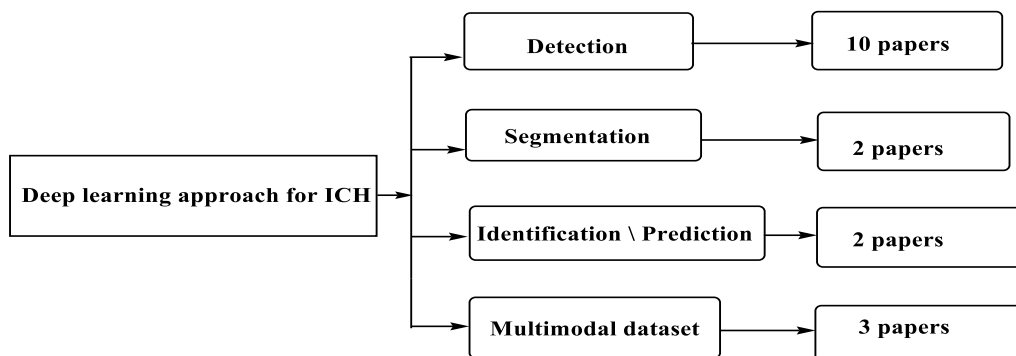 Deep learning approach for ICH
Detection
10 papers
Segmentation
2 papers
Identification \ Prediction
2 papers
Multimodal dataset
3 papers